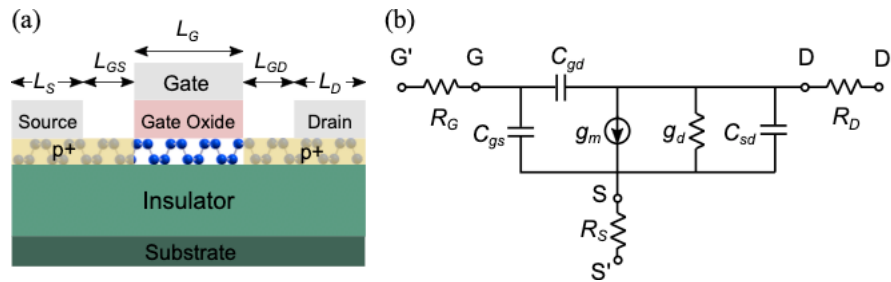 (a)
L_G
L_S
L_GS
L_GD
L_D
Gate
Source
Gate Oxide
Drain
p+
p+
Insulator
Substrate
(b)
G'
G
C_gd
D
D
R_G
C_gs
g_m
g_d
C_sd
R_D
S
R_S
S'